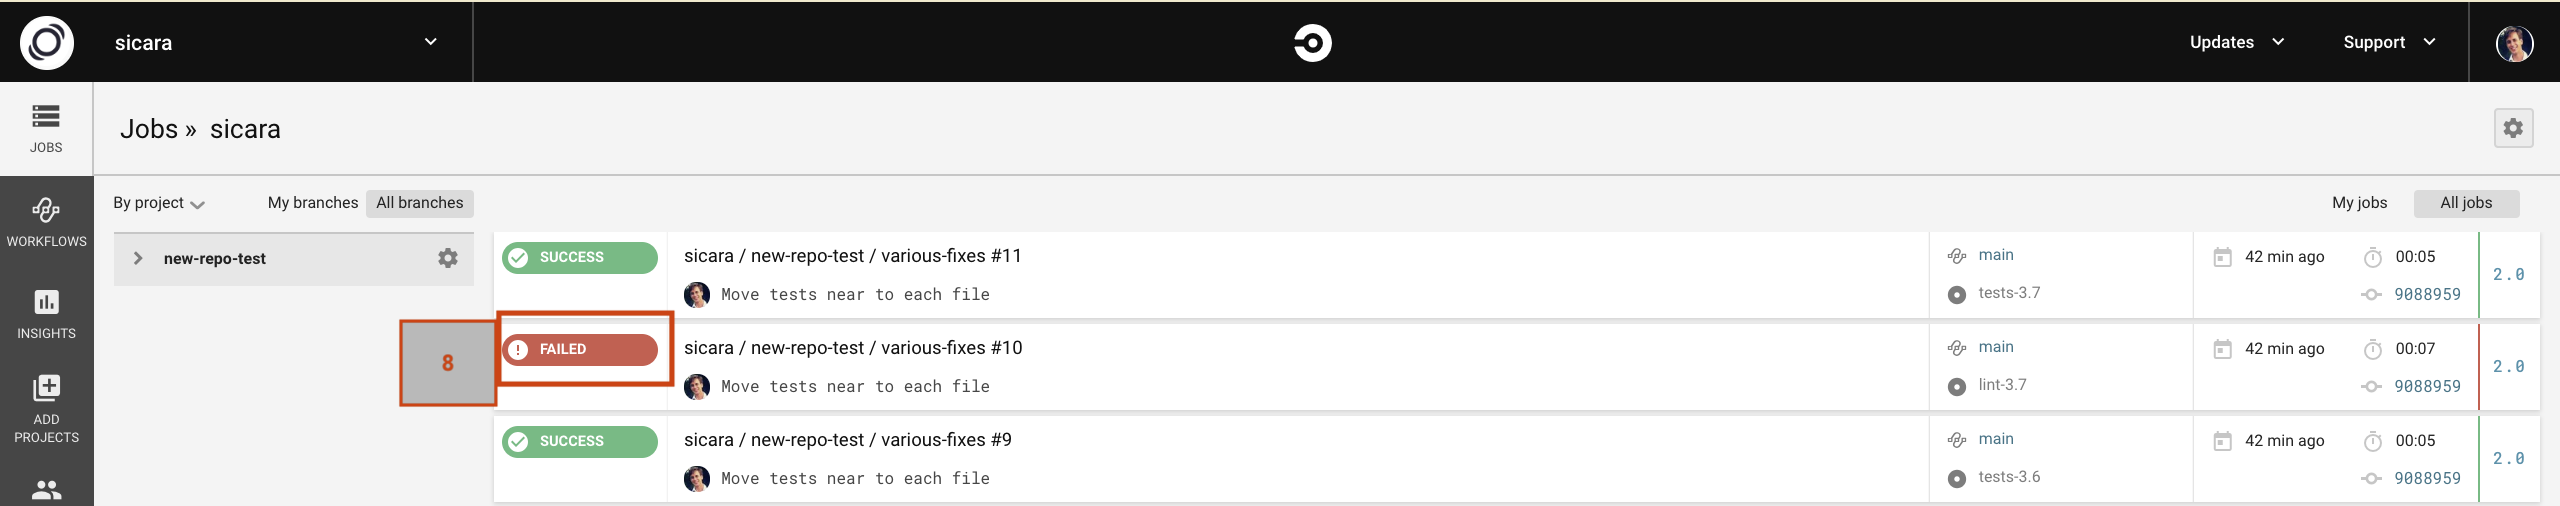 sicara
Updates
Support
JOBS
Jobs » sicara
WORKFLOWS
INSIGHTS
ADD
PROJECTS
By project
My branches
All branches
My jobs
All jobs
new-repo-test
SUCCESS
sicara / new-repo-test / various-fixes #11
Move tests near to each file
main
tests-3.7
42 min ago
00:05
9088959
2.0
8
FAILED
sicara / new-repo-test / various-fixes #10
Move tests near to each file
main
lint-3.7
42 min ago
00:07
9088959
2.0
SUCCESS
sicara / new-repo-test / various-fixes #9
Move tests near to each file
main
tests-3.6
42 min ago
00:05
9088959
2.0